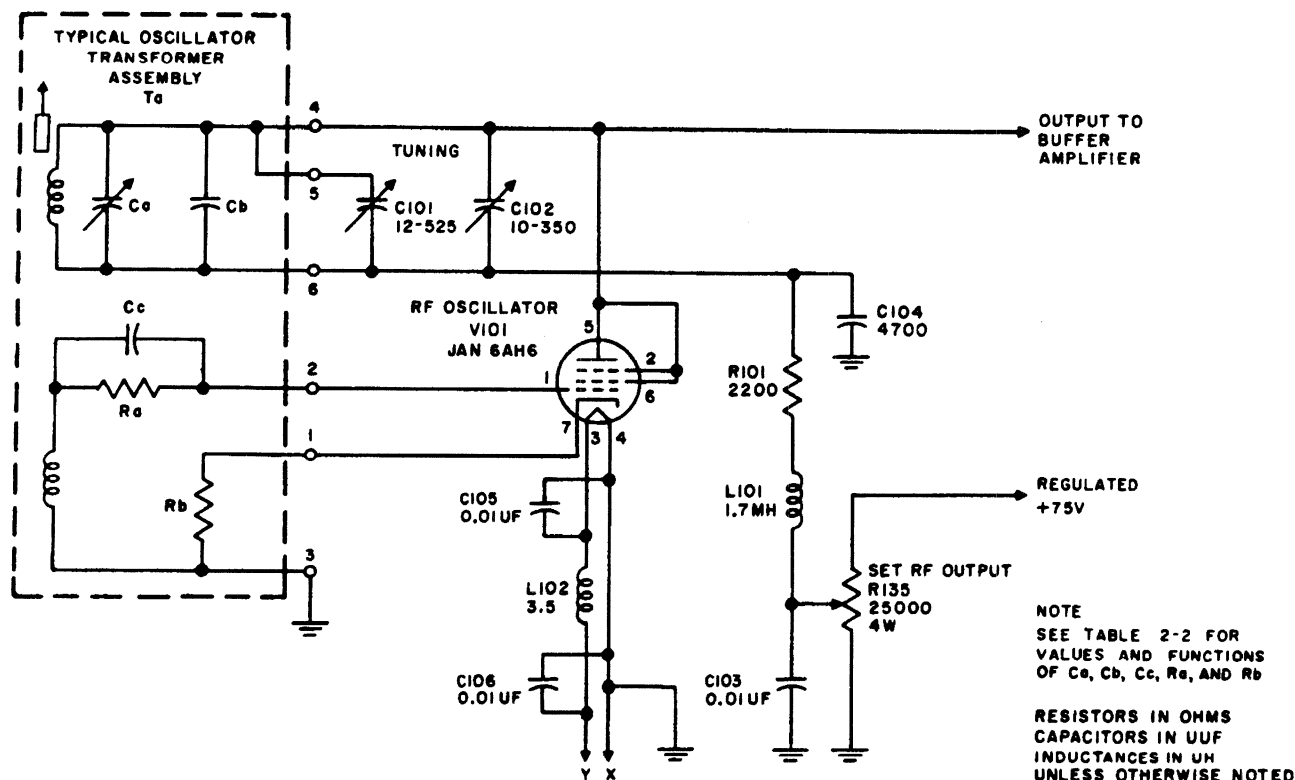 TYPICAL OSCILLATOR
TRANSFORMER
ASSEMBLY
Ta
4
OUTPUT TO
BUFFER
AMPLIFIER
TUNING
5
Ca
Cb
C101
12-525
C102
10-350
6
Cc
RF OSCILLATOR
V101
JAN 6AH6
5
2
1
6
7
3
4
C104
4700
R101
2200
2
Ra
1
Rb
C105
0.01UF
L101
1.7MH
REGULATED
+75V
3
L102
3.5
SET RF OUTPUT
R135
25000
4W
C106
0.01UF
C103
0.01UF
Y
X
NOTE
SEE TABLE 2-2 FOR
VALUES AND FUNCTIONS
OF Ca, Cb, Cc, Ra, AND Rb
RESISTORS IN OHMS
CAPACITORS IN UUF
INDUCTANCES IN UH
UNLESS OTHERWISE NOTED